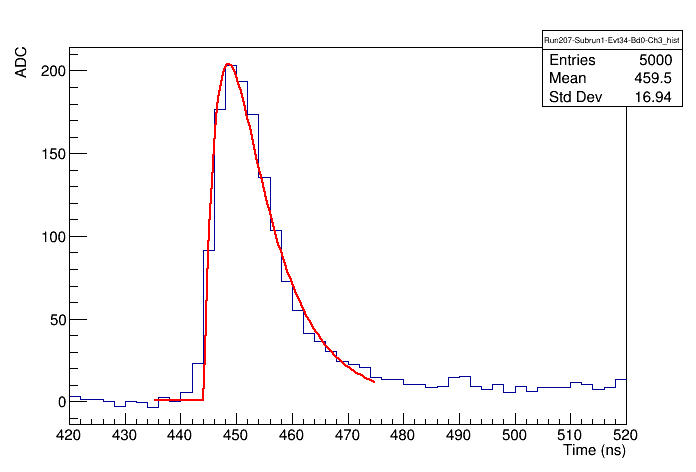 Run207-Subrun1-Evt34-Bd0-Ch3_hist
Entries 5000
Mean 459.5
Std Dev 16.94
ADC
200
150
100
50
0
420 430 440 450 460 470 480 490 500 510 520
Time (ns)